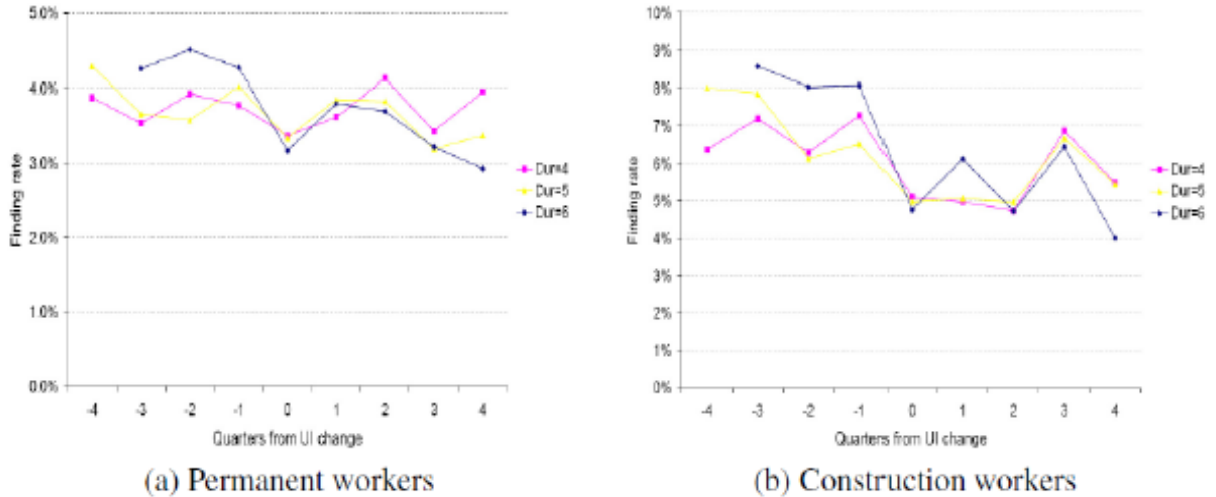 5.0%
4.0%
3.0%
2.0%
1.0%
0.0%
Finding rate
-4 -3 -2 -1 0 1 2 3 4
Quarters from UI change
Dur=4
Dur=5
Dur=6
(a) Permanent workers
10%
9%
8%
7%
6%
5%
4%
3%
2%
1%
0%
Finding rate
-4 -3 -2 -1 0 1 2 3 4
Quarters from UI change
Dur=4
Dur=5
Dur=6
(b) Construction workers